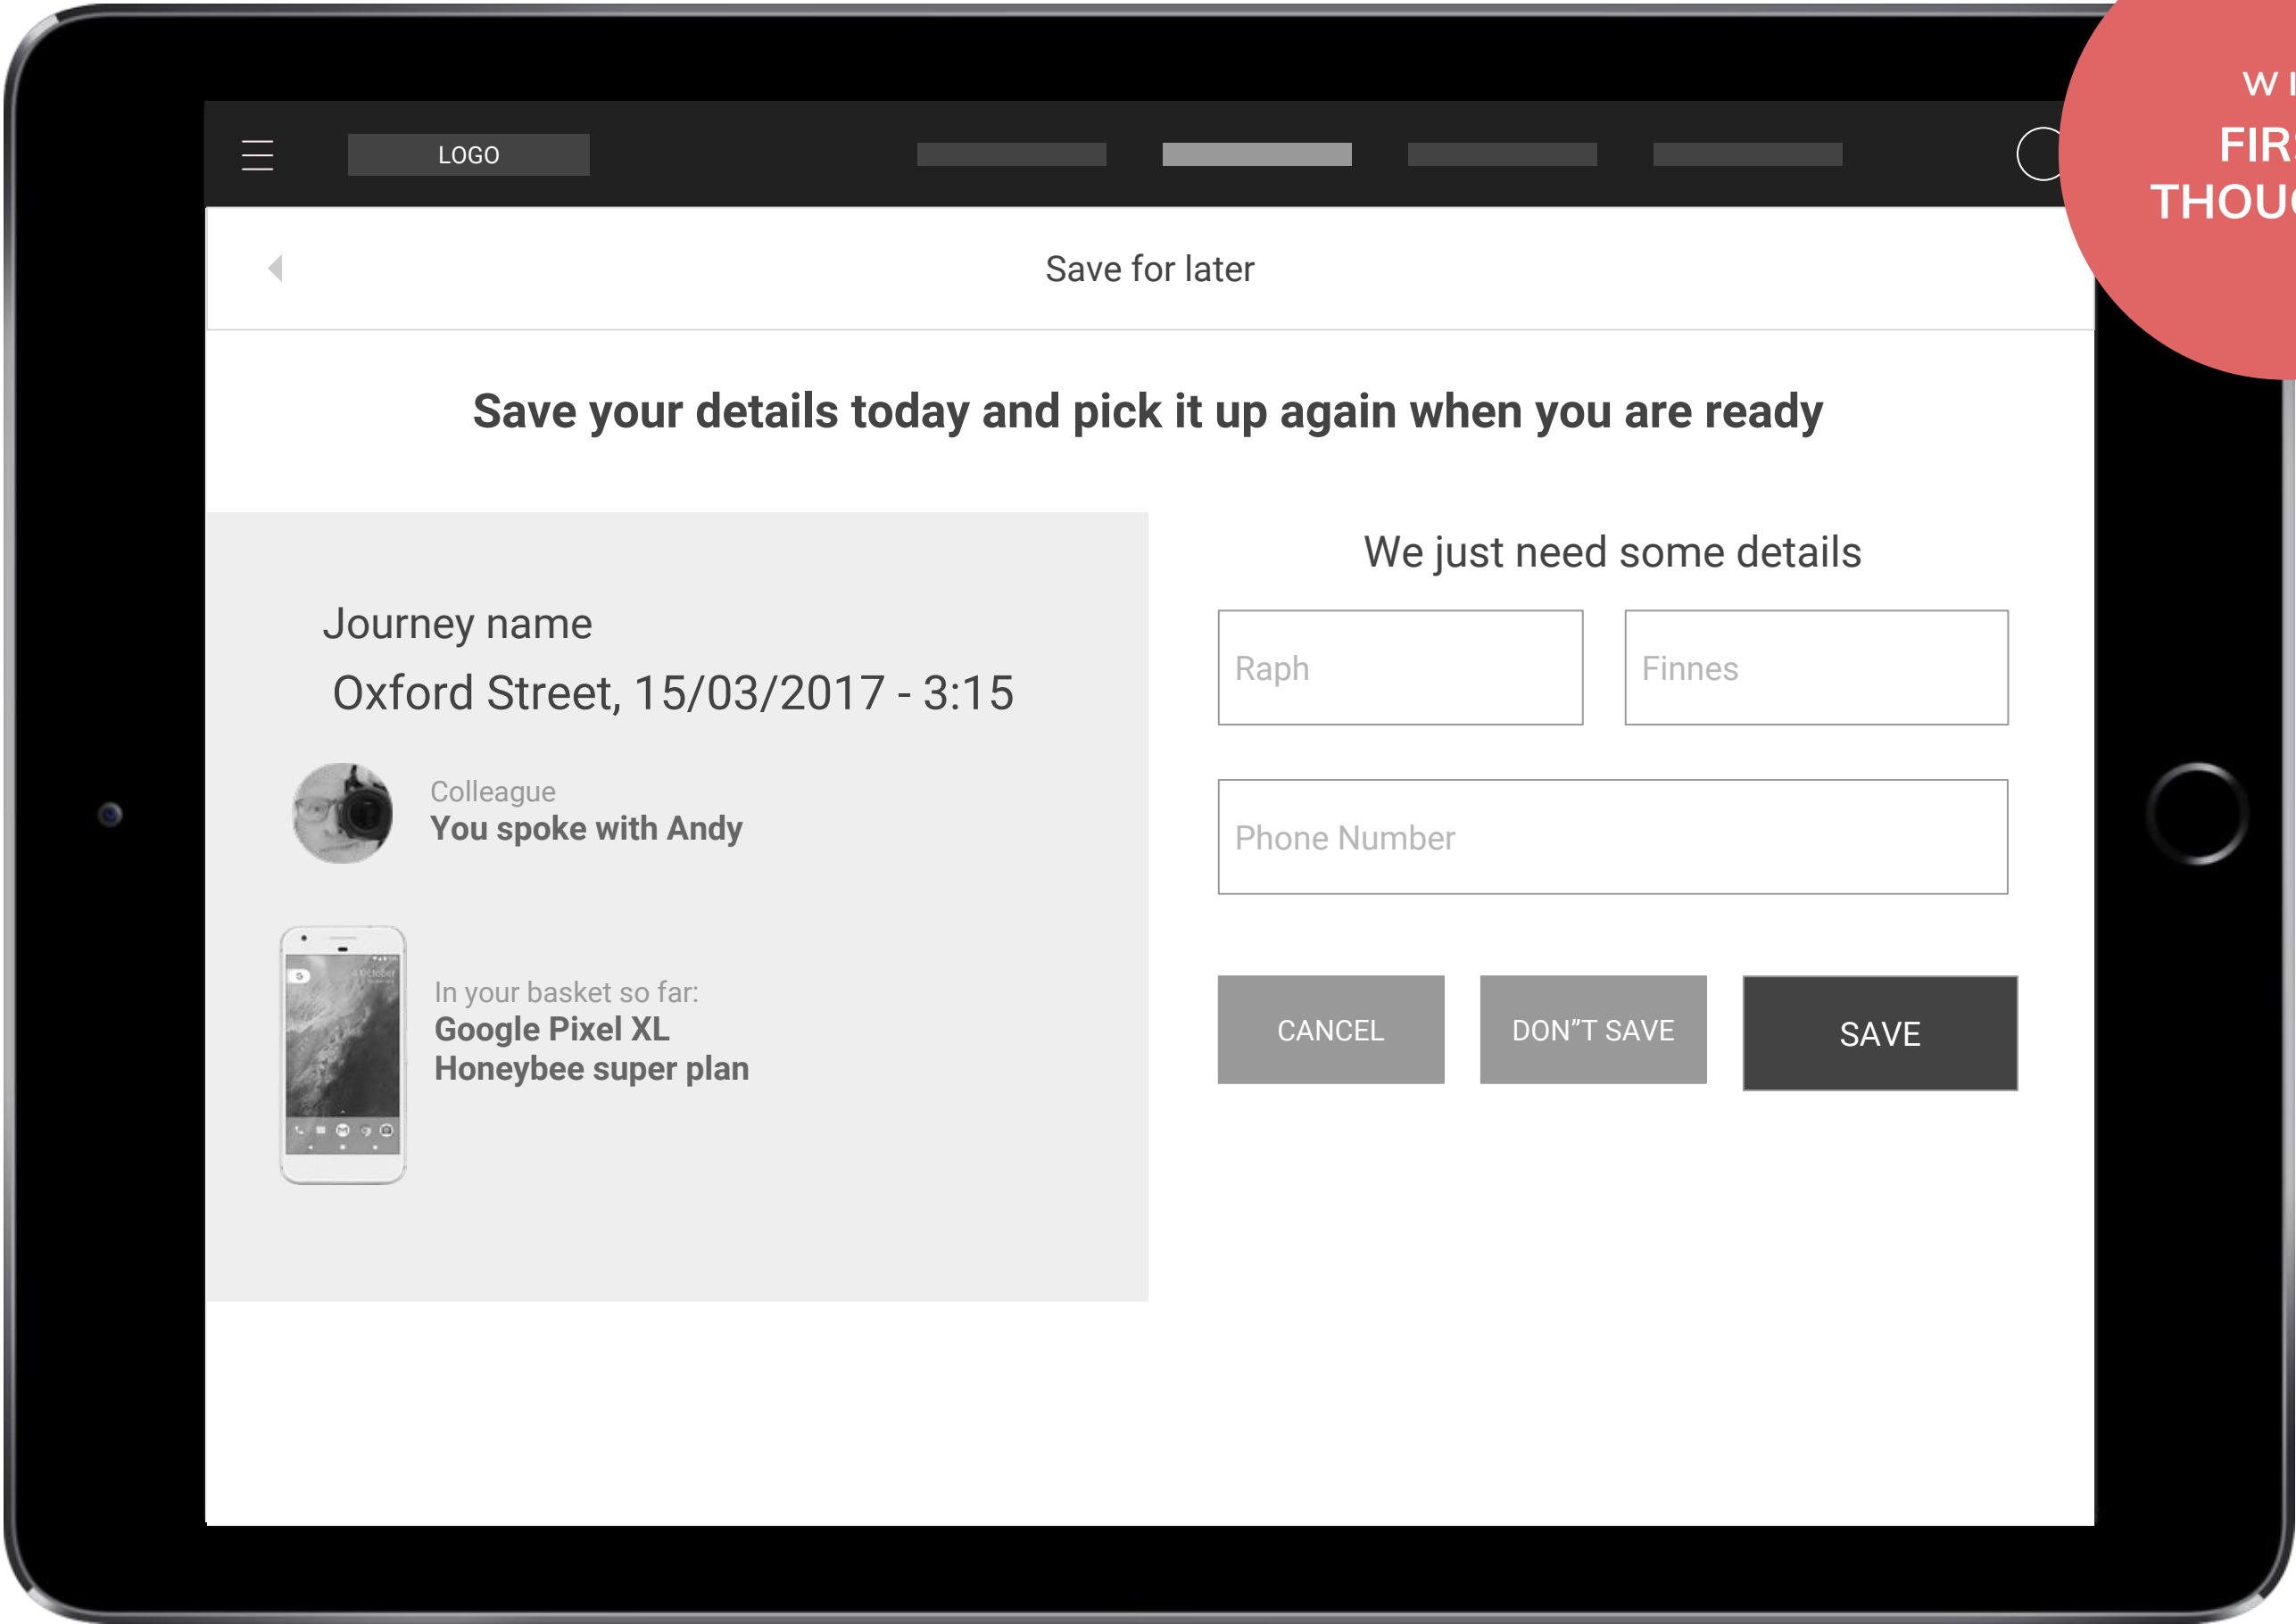 LOGO
Save for later
Save your details today and pick it up again when you are ready
Journey name
Oxford Street, 15/03/2017 - 3:15
Colleague
You spoke with Andy
In your basket so far:
Google Pixel XL
Honeybee super plan
We just need some details
Raph
Finnes
Phone Number
CANCEL
DON”T SAVE
SAVE